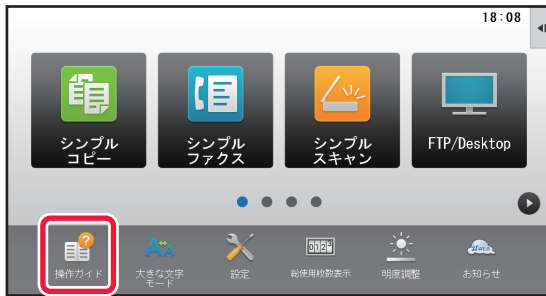 18:08
シンプル
コピー
シンプル
ファクス
シンプル
スキャン
FTP/Desktop
操作ガイド
大きな文字
モード
設定
総使用枚数表示
明度調整
お知らせ